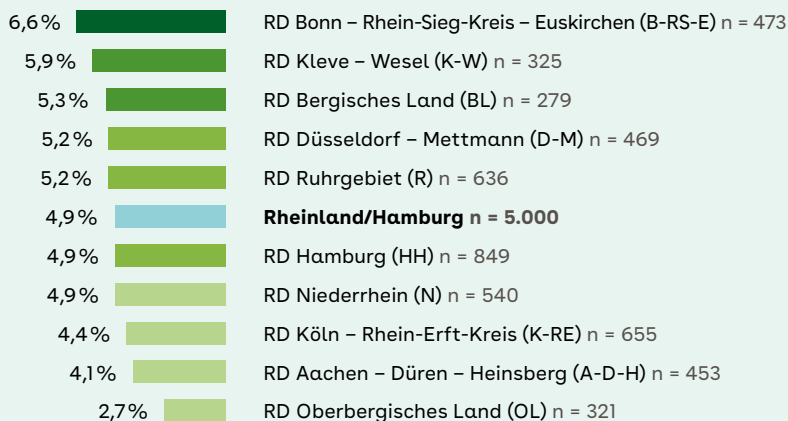 6,6 % RD Bonn – Rhein-Sieg-Kreis – Euskirchen (B-RS-E) n = 473
5,9 % RD Kleve – Wesel (K-W) n = 325
5,3 % RD Bergisches Land (BL) n = 279
5,2 % RD Düsseldorf – Mettmann (D-M) n = 469
5,2 % RD Ruhrgebiet (R) n = 636
4,9 % Rheinland/Hamburg n = 5.000
4,9 % RD Hamburg (HH) n = 849
4,9 % RD Niederrhein (N) n = 540
4,4 % RD Köln – Rhein-Erft-Kreis (K-RE) n = 655
4,1 % RD Aachen – Düren – Heinsberg (A-D-H) n = 453
2,7 % RD Oberbergisches Land (OL) n = 321